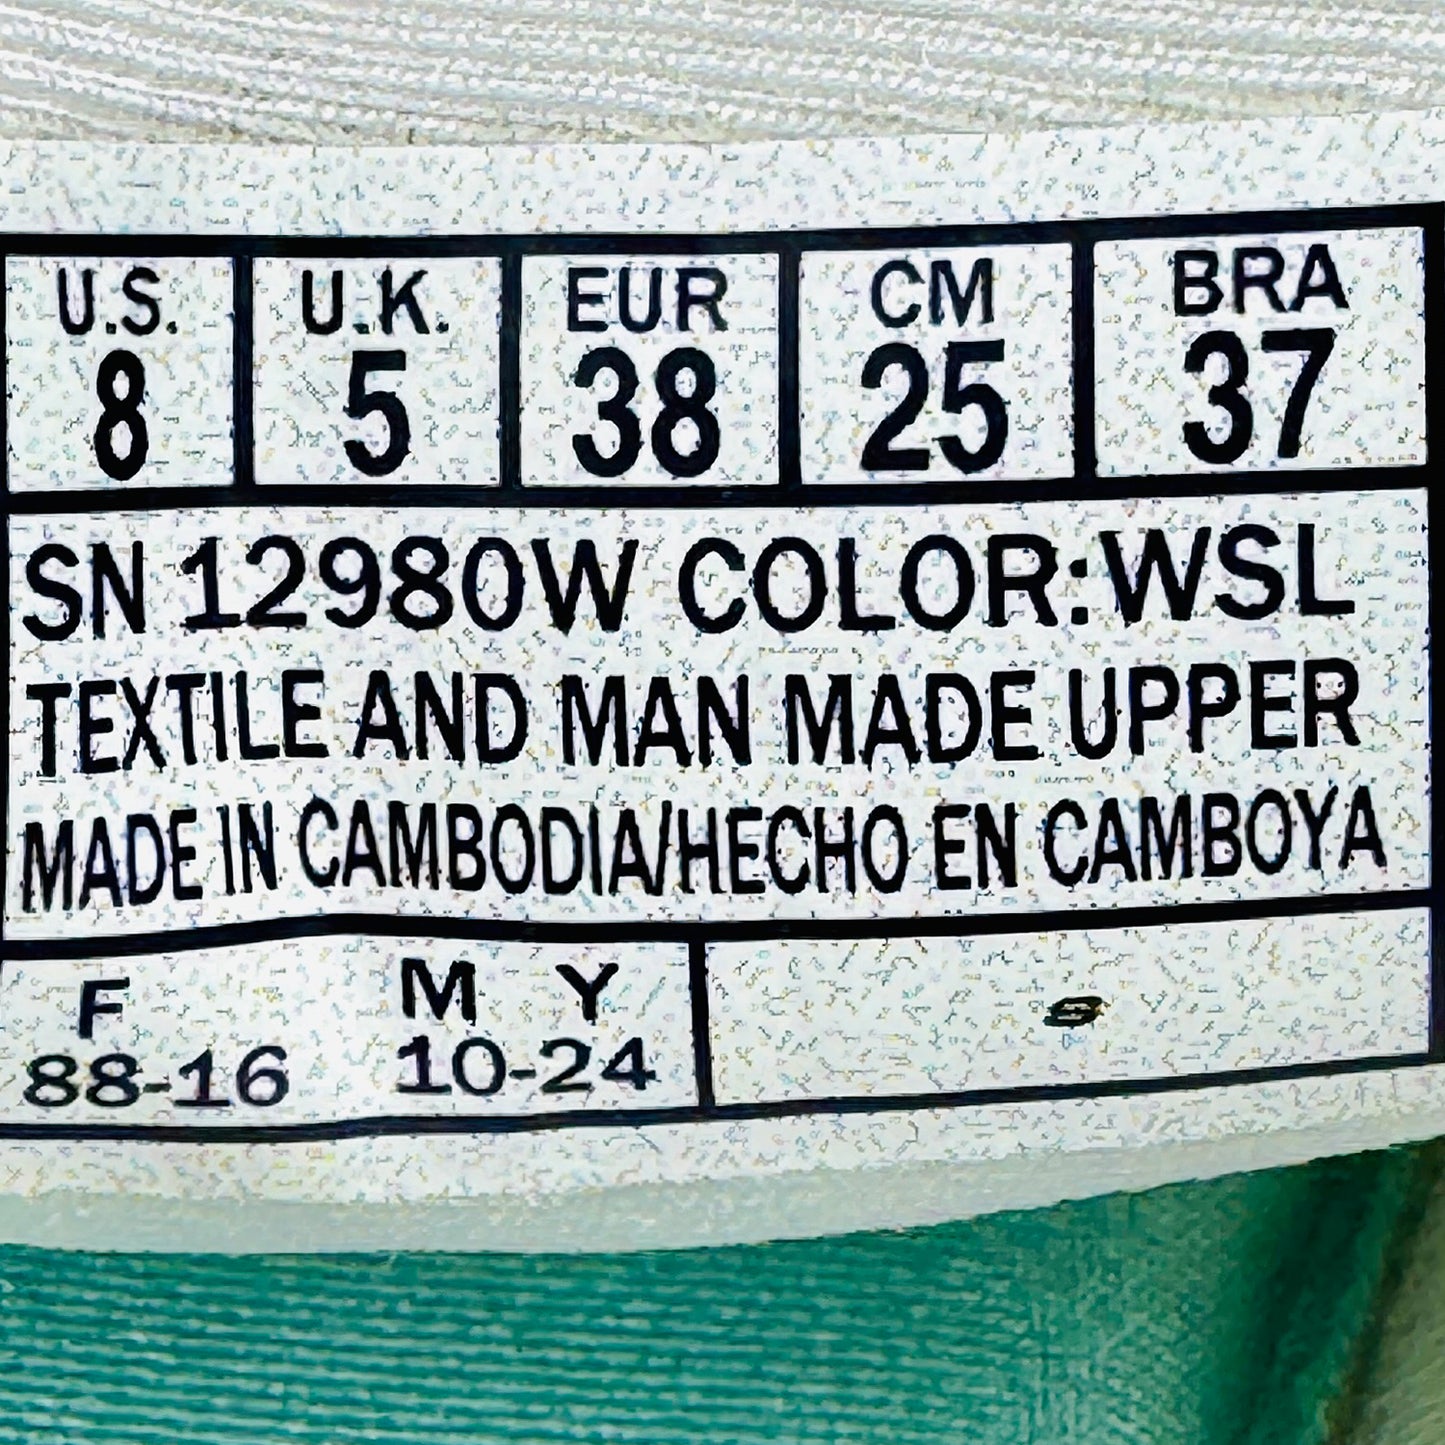 U.S. U.K. EUR CM BRA
8 5 38 25 37
SN 12980W COLOR:WSL
TEXTILE AND MAN MADE UPPER
MADE IN CAMBODIA/HECHO EN CAMBOYA
F M Y
88-16 10-24